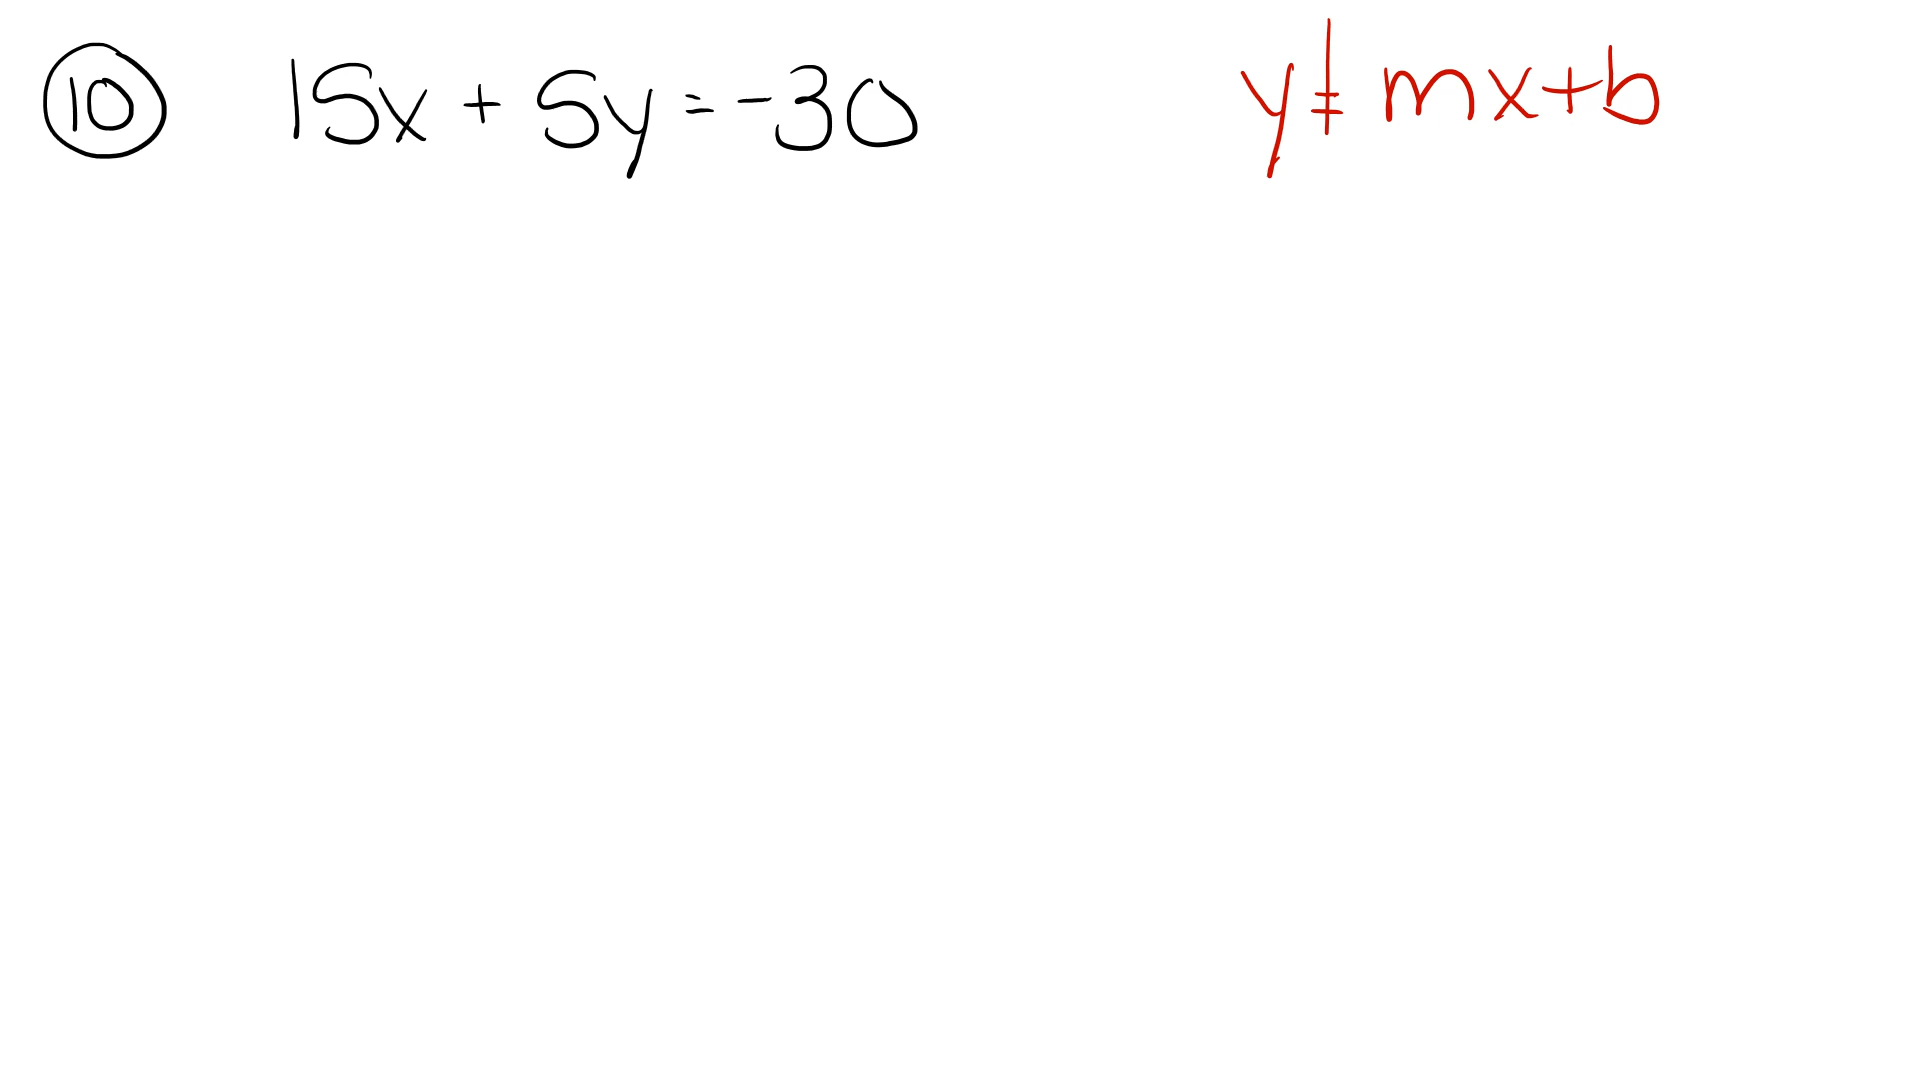 10 15x + 5y = -30 y = mx + b